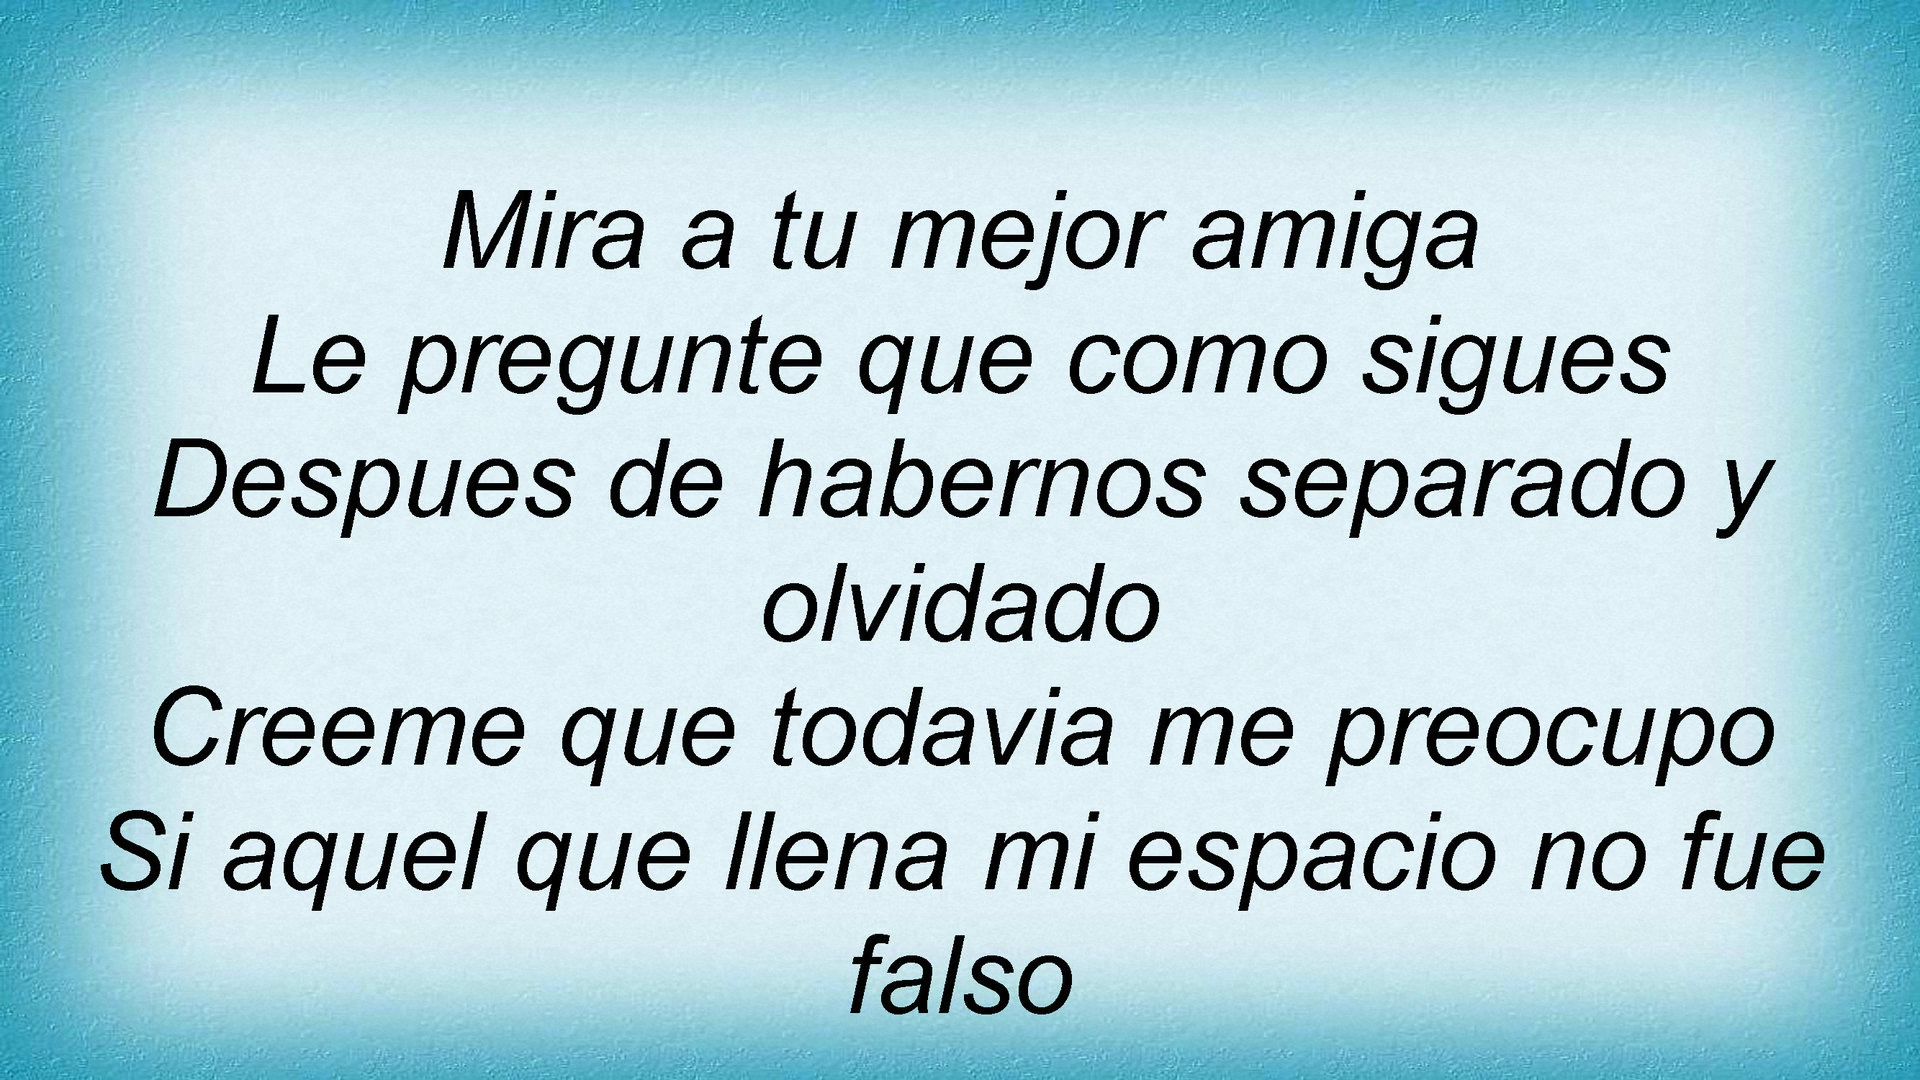 Mira a tu mejor amiga
Le pregunte que como sigues
Despues de habernos separado y
olvidado
Creeme que todavia me preocupo
Si aquel que llena mi espacio no fue
falso